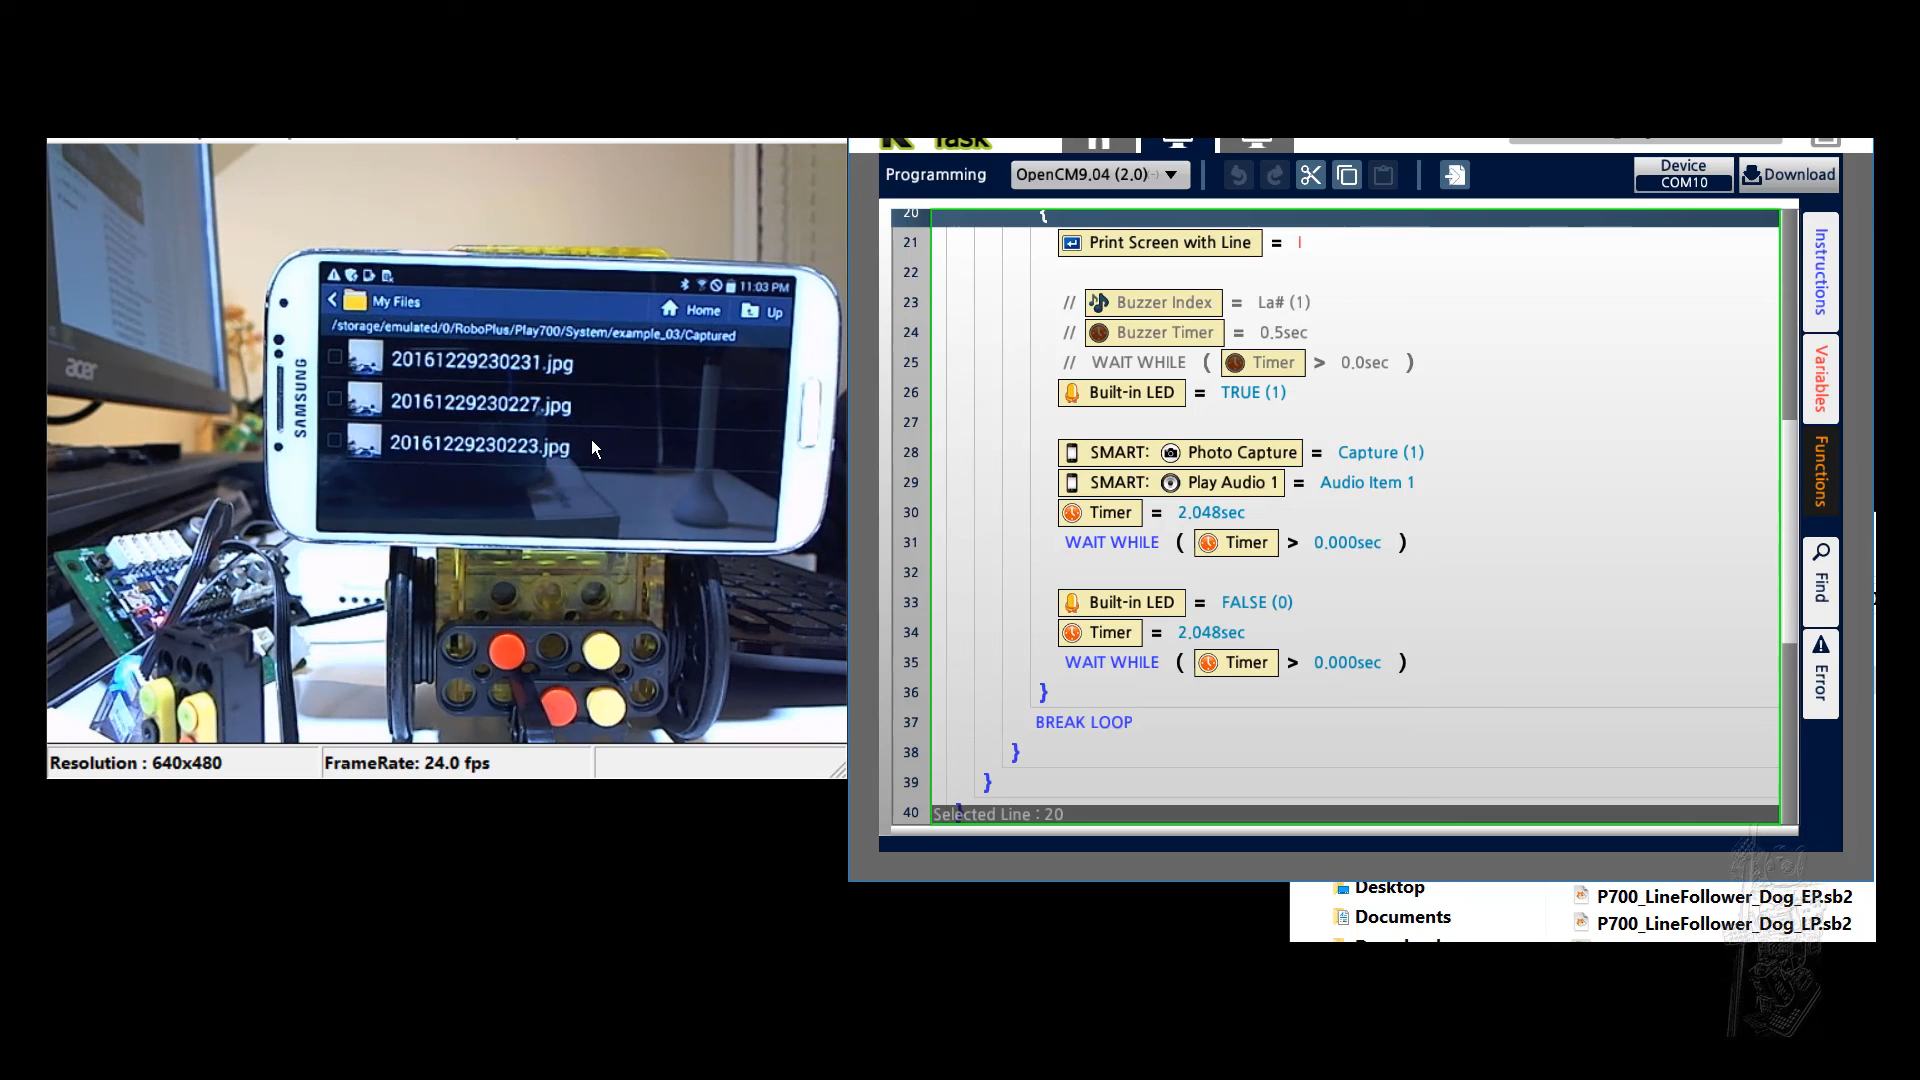 acer
SAMSUNG
11:03 PM
My Files
Home
Up
/storage/emulated/0/RoboPlus/Play700/System/example_03/Captured
20161229230231.jpg
20161229230227.jpg
20161229230223.jpg
Resolution : 640x480
FrameRate: 24.0 fps
Task
Programming
OpenCM9.04 (2.0)
Device
COM10
Download
20 {
21 Print Screen with Line = I
22
23 // Buzzer Index = La# (1)
24 // Buzzer Timer = 0.5sec
25 // WAIT WHILE ( Timer > 0.0sec )
26 Built-in LED = TRUE (1)
27
28 SMART: Photo Capture = Capture (1)
29 SMART: Play Audio 1 = Audio Item 1
30 Timer = 2.048sec
31 WAIT WHILE ( Timer > 0.000sec )
32
33 Built-in LED = FALSE (0)
34 Timer = 2.048sec
35 WAIT WHILE ( Timer > 0.000sec )
36 }
37 BREAK LOOP
38 }
39 }
40 }
Selected Line : 20
Instructions
Variables
Functions
Find
Error
Desktop
Documents
P700_LineFollower_Dog_EP.sb2
P700_LineFollower_Dog_LP.sb2